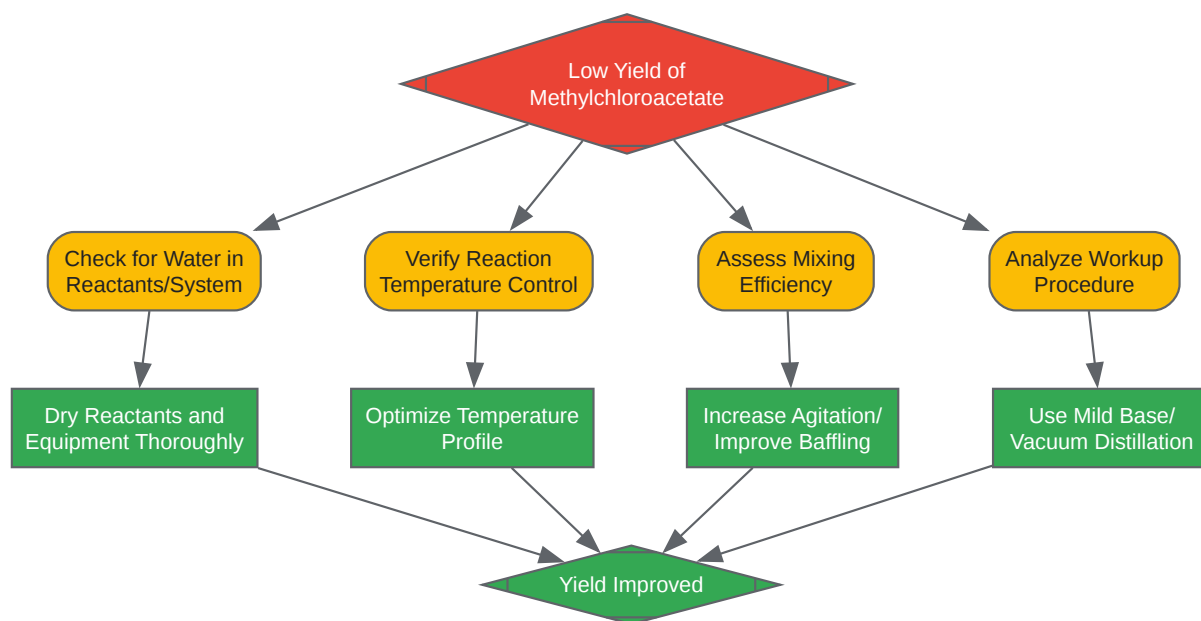 Low Yield of
Methylchloroacetate
Check for Water in
Reactants/System
Verify Reaction
Temperature Control
Assess Mixing
Efficiency
Analyze Workup
Procedure
Dry Reactants and
Equipment Thoroughly
Optimize Temperature
Profile
Increase Agitation/
Improve Baffling
Use Mild Base/
Vacuum Distillation
Yield Improved